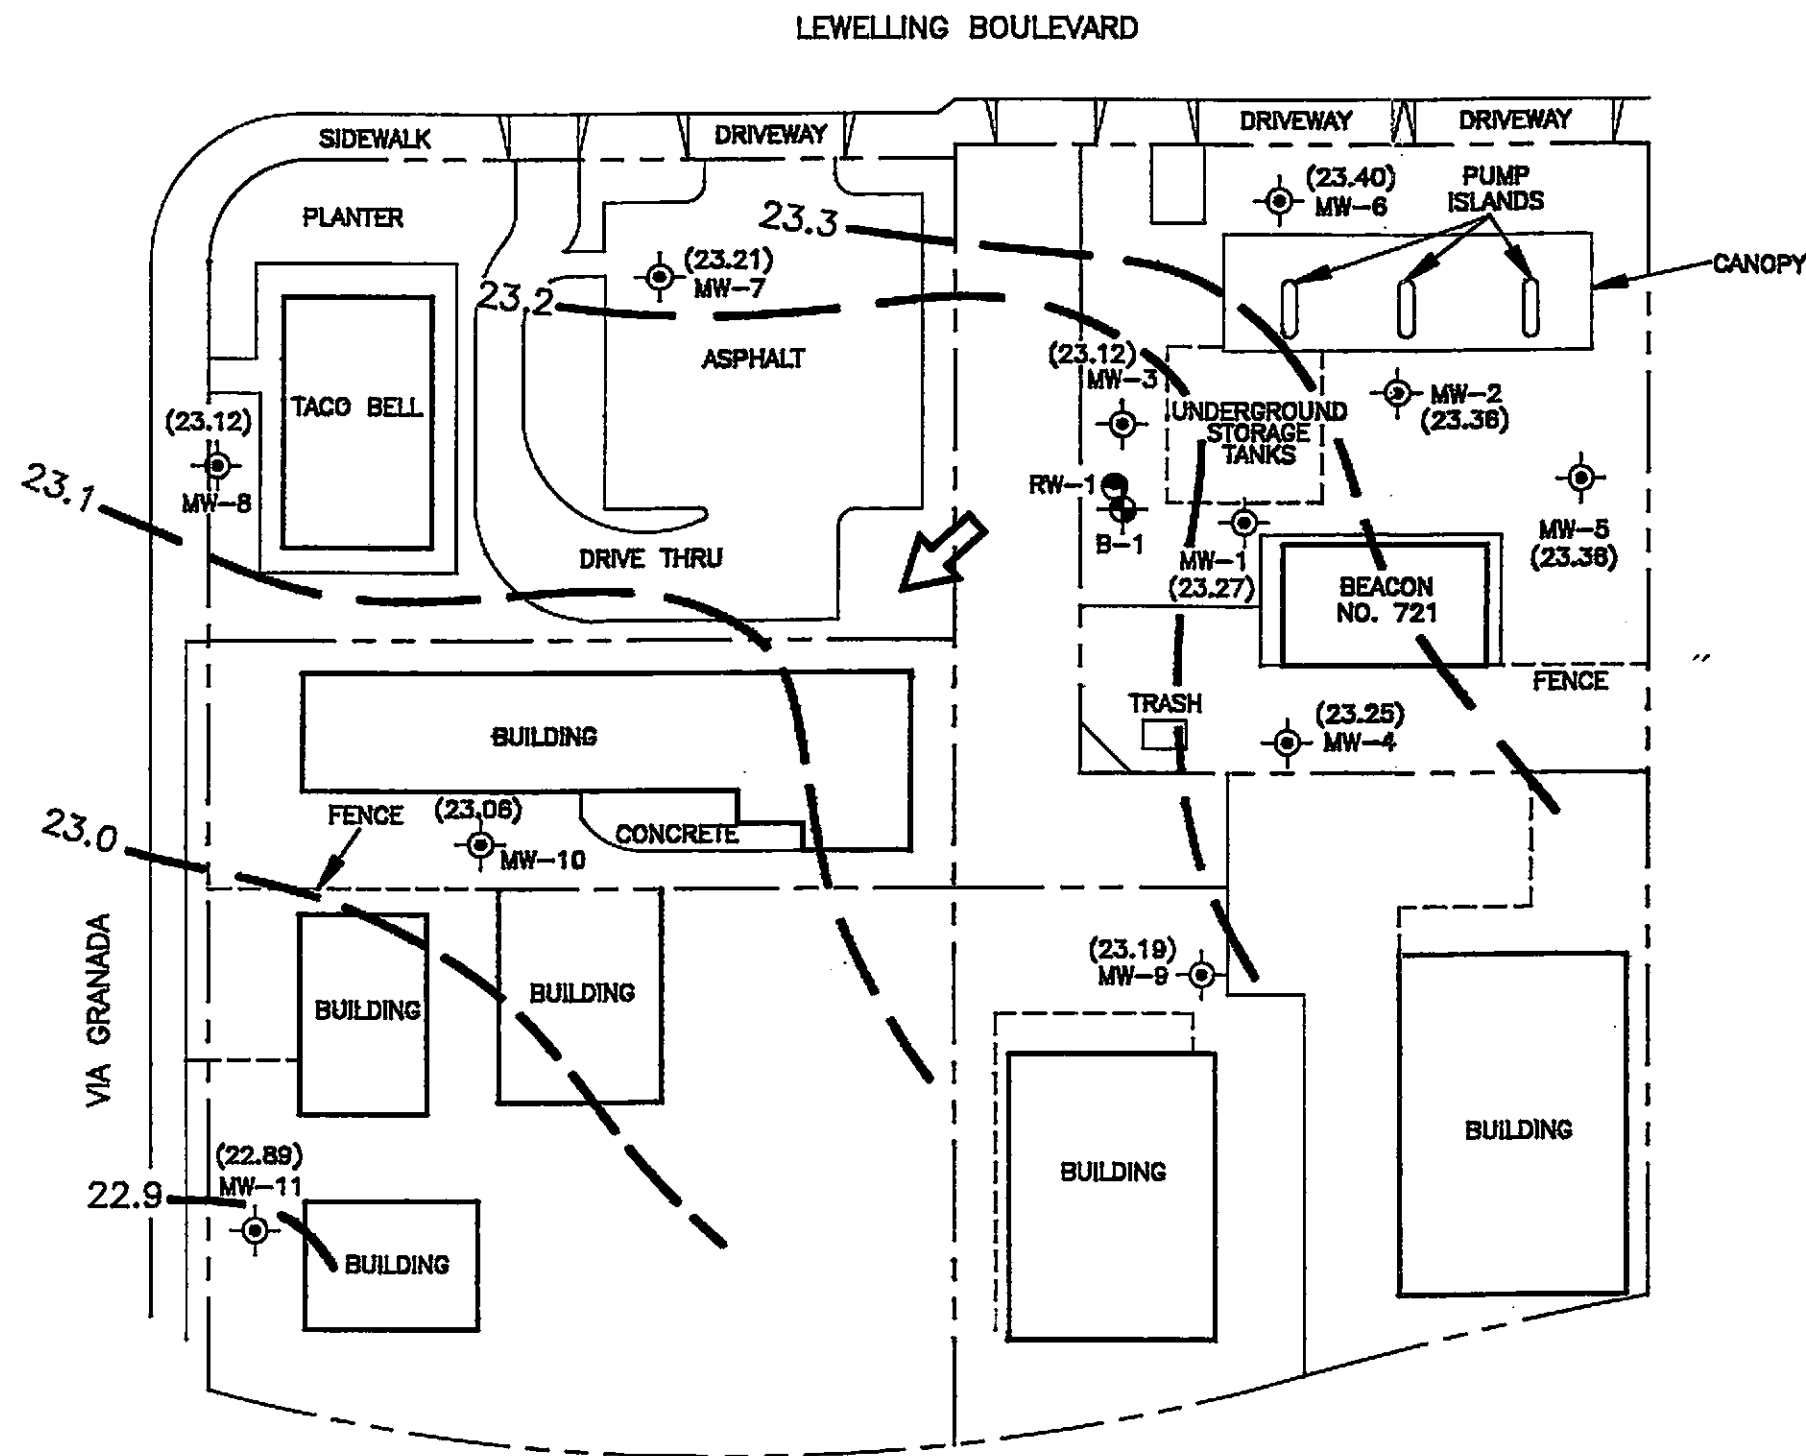 LEWELLING BOULEVARD
SIDEWALK
DRIVEWAY
DRIVEWAY
DRIVEWAY
PLANTER
23.3
(23.40)
MW-6
PUMP
ISLANDS
CANOPY
(23.21)
MW-7
23.2
ASPHALT
(23.12)
MW-3
TACO BELL
UNDERGROUND
STORAGE
TANKS
MW-2
(23.36)
(23.12)
MW-8
23.1
RW-1
B-1
MW-1
(23.27)
MW-5
(23.36)
DRIVE THRU
BEACON
NO. 721
FENCE
TRASH
(23.25)
MW-4
BUILDING
FENCE
(23.06)
MW-10
CONCRETE
23.0
VIA GRANADA
BUILDING
BUILDING
(23.19)
MW-9
BUILDING
BUILDING
(22.89)
MW-11
22.9
BUILDING